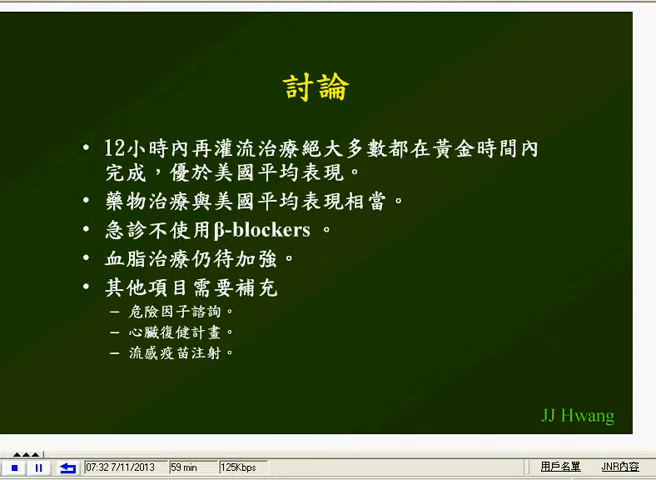 討論
• 12小時內再灌流治療絕大多數都在黃金時間內
完成，優於美國平均表現。
• 藥物治療與美國平均表現相當。
• 急診不使用β-blockers 。
• 血脂治療仍待加強。
• 其他項目需要補充
– 危險因子諮詢。
– 心臟復健計畫。
– 流感疫苗注射。
JJ Hwang
07:32 7/11/2013 59 min 125Kbps 用戶名單 JNR內容